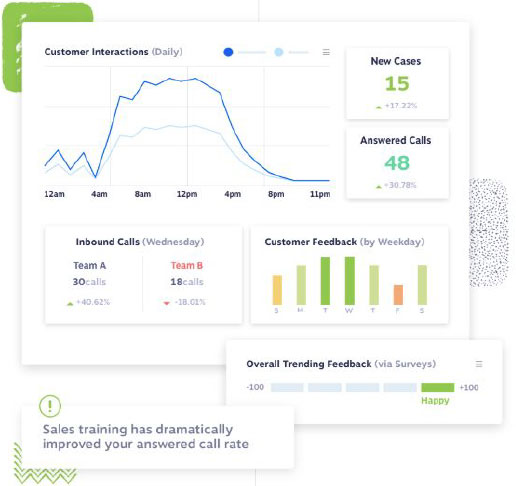 Customer Interactions (Daily)
12am 4am 8am 12pm 4pm 8pm 11pm
New Cases
15
+17.22%
Answered Calls
48
+30.78%
Inbound Calls (Wednesday)
Team A
30calls
+40.62%
Team B
18calls
-18.01%
Customer Feedback (by Weekday)
S M T W T F S
Overall Trending Feedback (via Surveys)
-100 +100
Happy
Sales training has dramatically
improved your answered call rate